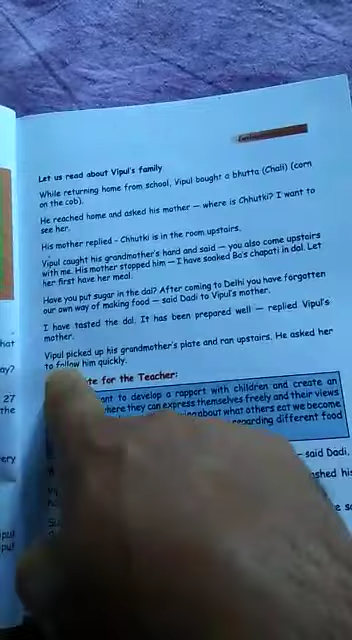 Let us read about Vipul's family
While returning home from school, Vipul bought a bhutta (Chali) (corn
on the cob).
He reached home and asked his mother – where is Chhutki? I want to
see her.
His mother replied – Chhutki is in the room upstairs.
Vipul caught his grandmother's hand and said – you also come upstairs
with me. His mother stopped him – I have soaked Ba's chapati in dal. Let
her first have her meal.
Have you put sugar in the dal? After coming to Delhi you have forgotten
our own way of making food – said Dadi to Vipul's mother.
I have tasted the dal. It has been prepared well – replied Vipul's
mother.
Vipul picked up his grandmother's plate and ran upstairs. He asked her
to follow him quickly.
te for the Teacher:
ant to develop a rapport with children and create an
where they can express themselves freely and their views
about what others eat we become
regarding different food
– said Dadi,
hat
ay?
27
the
ery